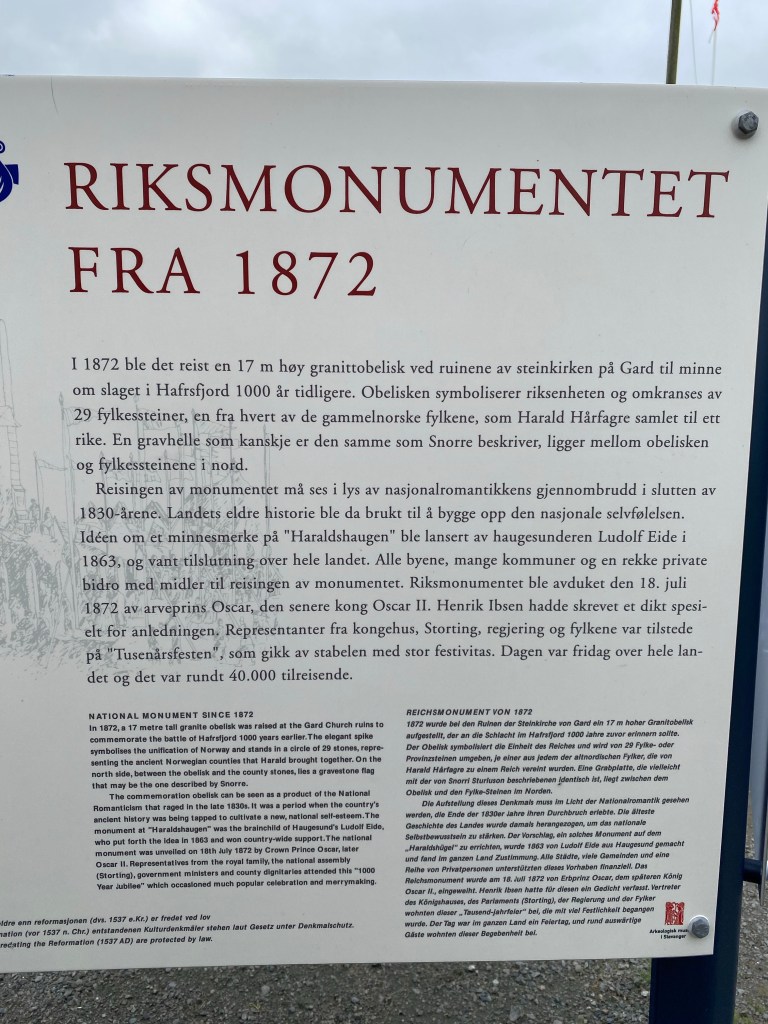 RIKSMONUMENTET
FRA 1872
I 1872 ble det reist en 17 m høy granittobelisk ved ruinene av steinkirken på Gard til minne
om slaget i Hafrsfjord 1000 år tidligere. Obelisken symboliserer riksenheten og omkranses av
29 fylkessteiner, en fra hvert av de gammelnorske fylkene, som Harald Hårfagre samlet til ett
rike. En gravhelle som kanskje er den samme som Snorre beskriver, ligger mellom obelisken
og fylkessteinene i nord.
Reisingen av monumentet må ses i lys av nasjonalromantikkens gjennombrudd i slutten av
1830-årene. Landets eldre historie ble da brukt til å bygge opp den nasjonale selvfølelsen.
Idéen om et minnesmerke på "Haraldshaugen" ble lansert av haugesunderen Ludolf Eide i
1863, og vant tilslutning over hele landet. Alle byene, mange kommuner og en rekke private
bidro med midler til reisingen av monumentet. Riksmonumentet ble avduket den 18. juli
1872 av arveprins Oscar, den senere kong Oscar II. Henrik Ibsen hadde skrevet et dikt spesi-
elt for anledningen. Representanter fra kongehus, Storting, regjering og fylkene var tilstede
på "Tusenårsfesten", som gikk av stabelen med stor festivitas. Dagen var fridag over hele lan-
det og det var rundt 40.000 tilreisende.
NATIONAL MONUMENT SINCE 1872
In 1872, a 17 metre tall granite obelisk was raised at the Gard Church ruins to
commemorate the battle of Hafrsfjord 1000 years earlier. The elegant spike
symbolises the unification of Norway and stands in a circle of 29 stones, repre-
senting the ancient Norwegian counties that Harald brought together. On the
north side, between the obelisk and the county stones, lies a gravestone flag
that may be the one described by Snorre.
The commemoration obelisk can be seen as a product of the National
Romanticism that raged in the late 1830s. It was a period when the country's
ancient history was being tapped to cultivate a new, national self-esteem. The
monument at "Haraldshaugen" was the brainchild of Haugesund's Ludolf Eide,
who put forth the idea in 1863 and won country-wide support. The national
monument was unveiled on 18th July 1872 by Crown Prince Oscar, later
Oscar II. Representatives from the royal family, the national assembly
(Storting), government ministers and county dignitaries attended this "1000
Year Jubilee" which occasioned much popular celebration and merrymaking.
REICHSMONUMENT VON 1872
1872 wurde bei den Ruinen der Steinkirche von Gard ein 17 m hoher Granitobelisk
aufgestellt, der an die Schlacht im Hafrsfjord 1000 Jahre zuvor erinnern sollte.
Der Obelisk symbolisiert die Einheit des Reiches und wird von 29 Fylke- oder
Provinzsteinen umgeben, je einer aus jedem der altnordischen Fylker, die von
Harald Hårfagre zu einem Reich vereint wurden. Eine Grabplatte, die vielleicht
mit der von Snorri Sturluson beschriebenen identisch ist, liegt zwischen dem
Obelisk und den Fylke-Steinen im Norden.
Die Aufstellung dieses Denkmals muss im Licht der Nationalromantik gesehen
werden, die Ende der 1830er Jahre ihren Durchbruch erlebte. Die älteste
Geschichte des Landes wurde damals herangezogen, um das nationale
Selbstbewustsein zu stärken. Der Vorschlag, ein solches Monument auf dem
„Haraldshügel" zu errichten, wurde 1863 von Ludolf Eide aus Haugesund gemacht
und fand im ganzen Land Zustimmung. Alle Städte, viele Gemeinden und eine
Reihe von Privatpersonen unterstützten dieses Vorhaben finanziell. Das
Reichsmonument wurde am 18. Juli 1872 von Erbprinz Oscar, dem späteren König
Oscar II., eingeweiht. Henrik Ibsen hatte für diesen ein Gedicht verfasst. Vertreter
des Königshauses, des Parlaments (Storting), der Regierung und der Fylker
wohnten dieser „Tausend-jahrfeier" bei, die mit viel Festlichkeit begangen
wurde. Der Tag war im ganzen Land ein Feiertag, und rund auswärtige
Gäste wohnten dieser Begebenheit bei.
ldre enn reformasjonen (dvs. 1537 e.Kr.) er fredet ved lov
mation (vor 1537 n. Chr.) entstandenen Kulturdenkmäler stehen laut Gesetz unter Denkmalschutz.
redating the Reformation (1537 AD) are protected by law.
Arkeologisk mus
i Stavanger